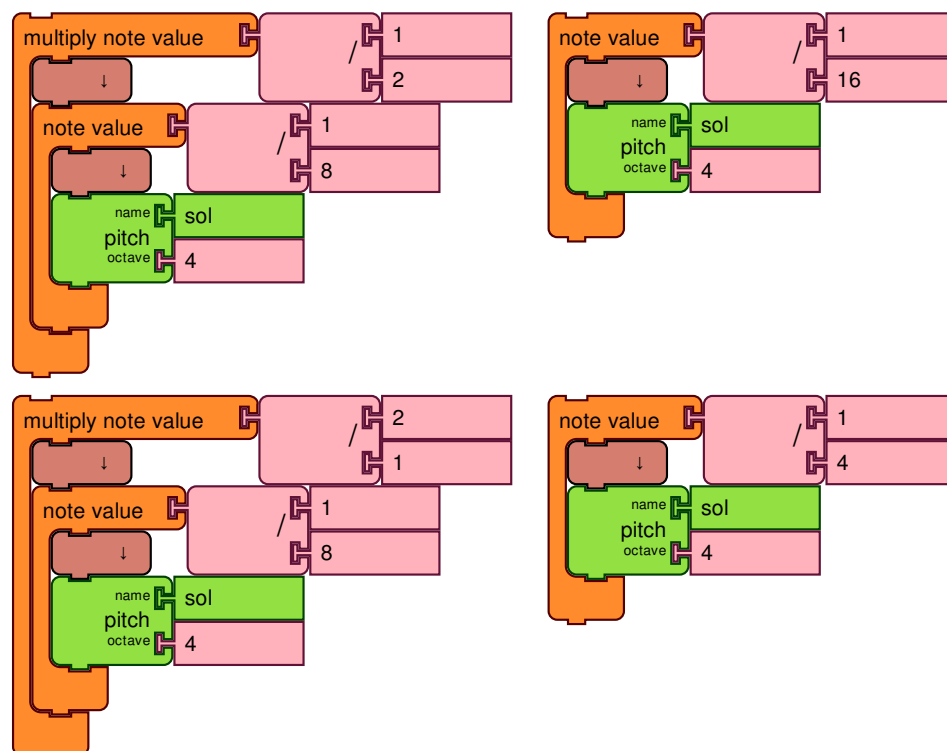 multiply note value / 1
2
↓
note value / 1
8
↓
name sol
pitch
octave 4
note value / 1
16
↓
name sol
pitch
octave 4
multiply note value / 2
1
↓
note value / 1
8
↓
name sol
pitch
octave 4
note value / 1
4
↓
name sol
pitch
octave 4